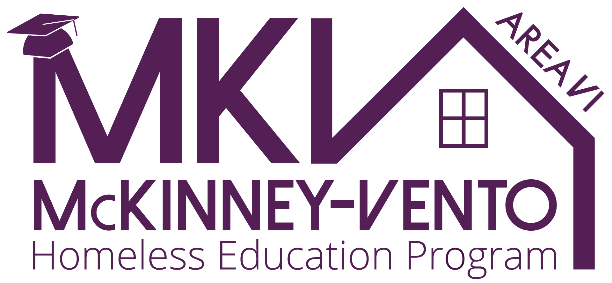 MKV
AREA VI
McKINNEY-VENTO
Homeless Education Program